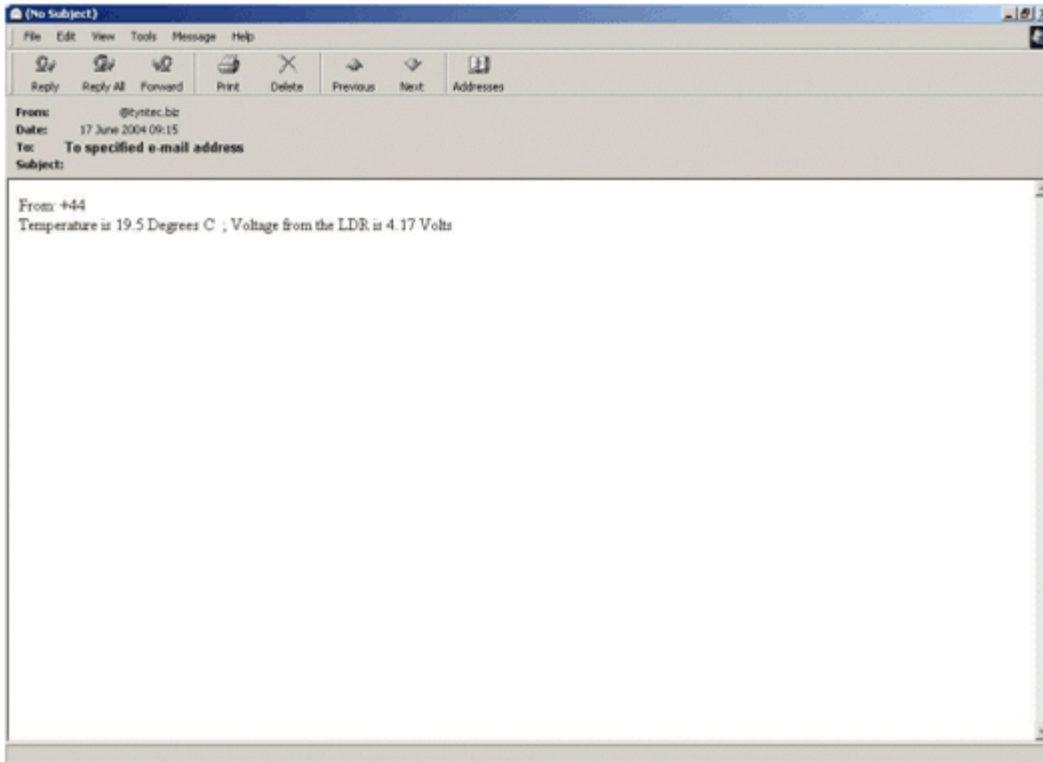 (No Subject)
File Edit View Tools Message Help
Reply Reply All Forward Print Delete Previous Next Addresses
From: @tyntec.biz
Date: 17 June 2004 09:15
To: To specified e-mail address
Subject:
From: +44
Temperature is 19.5 Degrees C ; Voltage from the LDR is 4.17 Volts